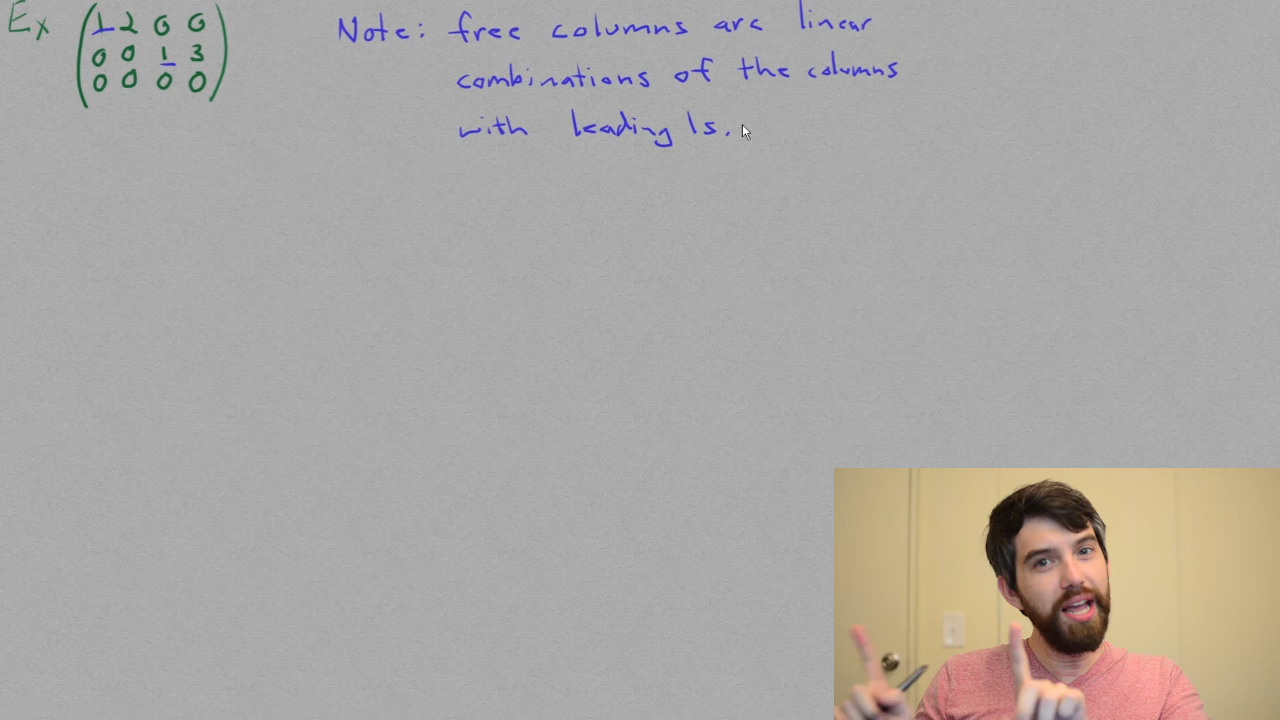 Ex
1 2 0 0
0 0 1 3
0 0 0 0
Note: free columns are linear
combinations of the columns
with leading 1s.